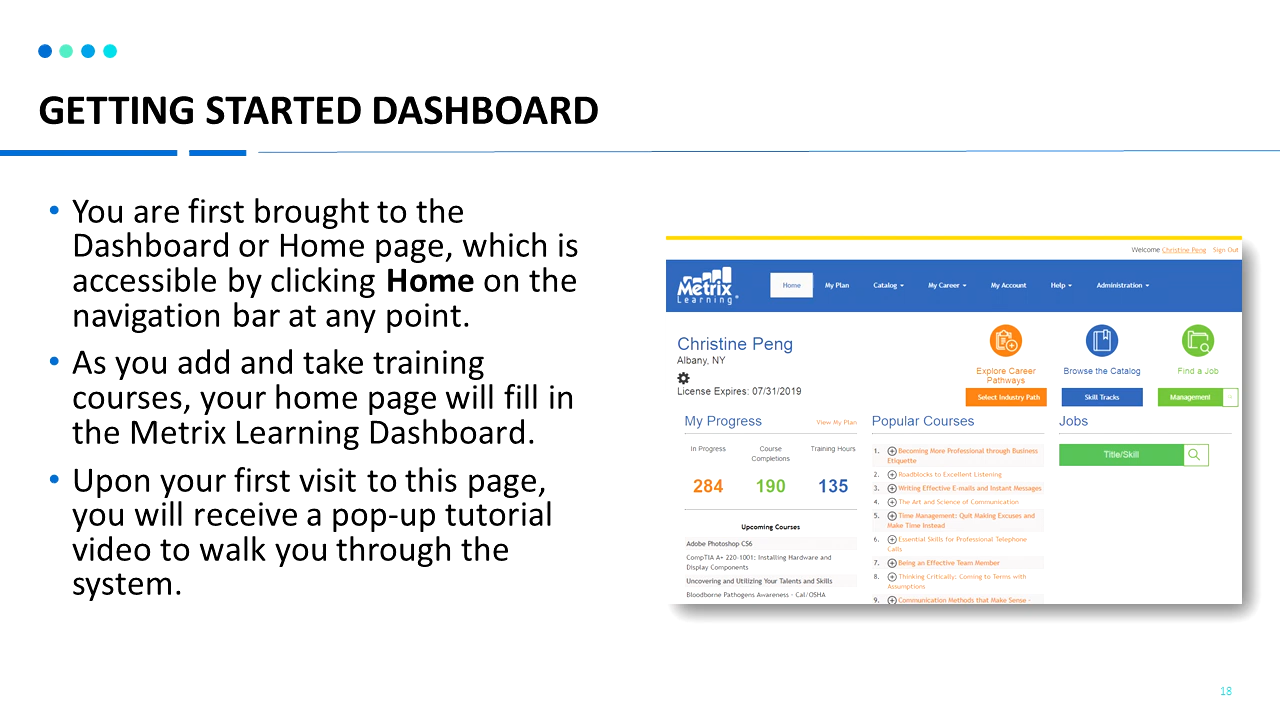 GETTING STARTED DASHBOARD
• You are first brought to the
Dashboard or Home page, which is
accessible by clicking Home on the
navigation bar at any point.
• As you add and take training
courses, your home page will fill in
the Metrix Learning Dashboard.
• Upon your first visit to this page,
you will receive a pop-up tutorial
video to walk you through the
system.
Welcome Christine Peng Sign Out
Metrix
Learning®
Home My Plan Catalog My Career My Account Help Administration
Christine Peng
Albany, NY
License Expires: 07/31/2019
Explore Career
Pathways
Select Industry Path
Browse the Catalog
Skill Tracks
Find a Job
Management
My Progress View My Plan
In Progress
Course
Completions
Training Hours
284 190 135
Upcoming Courses
Adobe Photoshop CS6
CompTIA A+ 220-1001: Installing Hardware and
Display Components
Uncovering and Utilizing Your Talents and Skills
Bloodborne Pathogens Awareness - Cal/OSHA
Popular Courses
1. Becoming More Professional through Business
Etiquette
2. Roadblocks to Excellent Listening
3. Writing Effective E-mails and Instant Messages
4. The Art and Science of Communication
5. Time Management: Quit Making Excuses and
Make Time Instead
6. Essential Skills for Professional Telephone
Calls
7. Being an Effective Team Member
8. Thinking Critically: Coming to Terms with
Assumptions
9. Communication Methods that Make Sense -
Jobs
Title/Skill
18